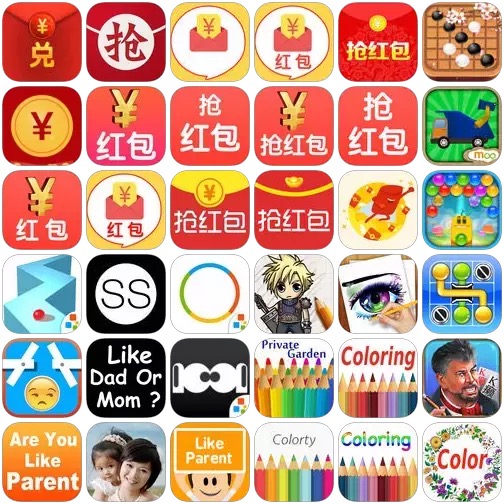 ¥
兑
抢
¥
¥
红包
抢红包
¥
¥
红包
抢
红包
¥
抢红包
抢
红包
moo
¥
红包
¥
红包
¥
抢红包
抢红包
SS
Like
Dad Or
Mom ?
Private
Garden
Coloring
K
K
Are You
Like
Parent
Like
Parent
Colorty
Coloring
Color